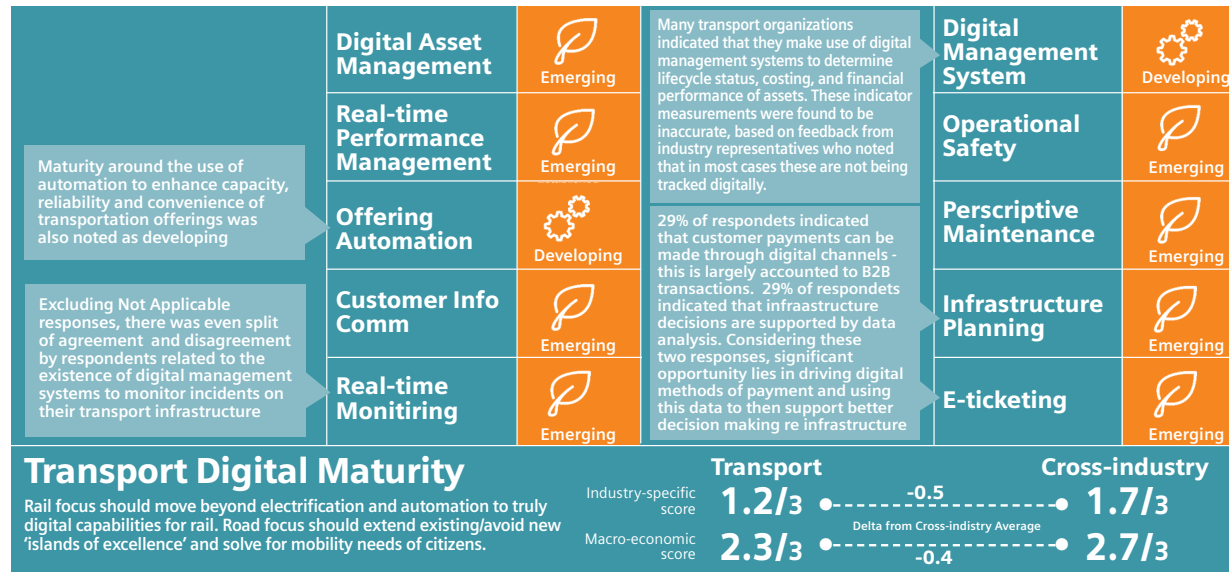 Digital Asset
Management
Emerging
Real-time
Performance
Management
Emerging
Maturity around the use of
automation to enhance capacity,
reliability and convenience of
transportation offerings was
also noted as developing
Offering
Automation
Developing
Excluding Not Applicable
responses, there was even split
of agreement and disagreement
by respondents related to the
existence of digital management
systems to monitor incidents on
their transport infrastructure
Customer Info
Comm
Emerging
Real-time
Monitiring
Emerging
Many transport organizations
indicated that they make use of digital
management systems to determine
lifecycle status, costing, and financial
performance of assets. These indicator
measurements were found to be
inaccurate, based on feedback from
industry representatives who noted
that in most cases these are not being
tracked digitally.
Digital
Management
System
Developing
Operational
Safety
Emerging
Perscriptive
Maintenance
Emerging
29% of respondets indicated
that customer payments can be
made through digital channels -
this is largely accounted to B2B
transactions. 29% of respondets
indicated that infraastructure
decisions are supported by data
analysis. Considering these
two responses, significant
opportunity lies in driving digital
methods of payment and using
this data to then support better
decision making re infrastructure
Infrastructure
Planning
Emerging
E-ticketing
Emerging
Transport Digital Maturity
Rail focus should move beyond electrification and automation to truly
digital capabilities for rail. Road focus should extend existing/avoid new
'islands of excellence' and solve for mobility needs of citizens.
Transport
Cross-industry
Industry-specific
score
1.2/3
-0.5
1.7/3
Delta from Cross-indistry Average
Macro-economic
score
2.3/3
-0.4
2.7/3